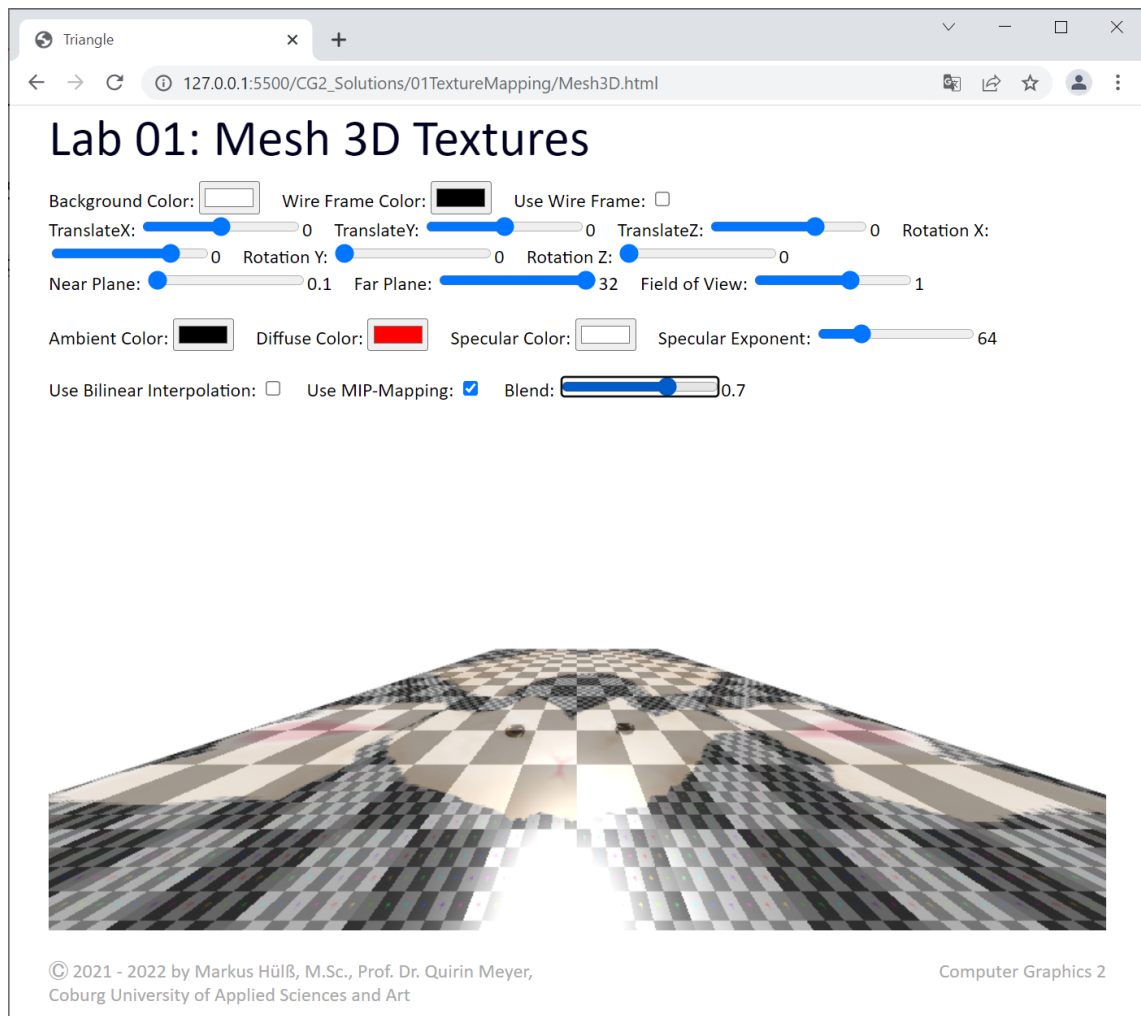 Triangle
127.0.0.1:5500/CG2_Solutions/01TextureMapping/Mesh3D.html
Lab 01: Mesh 3D Textures
Background Color: Wire Frame Color: Use Wire Frame:
TranslateX: 0 TranslateY: 0 TranslateZ: 0 Rotation X:
0 Rotation Y: 0 Rotation Z: 0
Near Plane: 0.1 Far Plane: 32 Field of View: 1
Ambient Color: Diffuse Color: Specular Color: Specular Exponent: 64
Use Bilinear Interpolation: Use MIP-Mapping: Blend: 0.7
© 2021 - 2022 by Markus Hülß, M.Sc., Prof. Dr. Quirin Meyer, Computer Graphics 2
Coburg University of Applied Sciences and Art